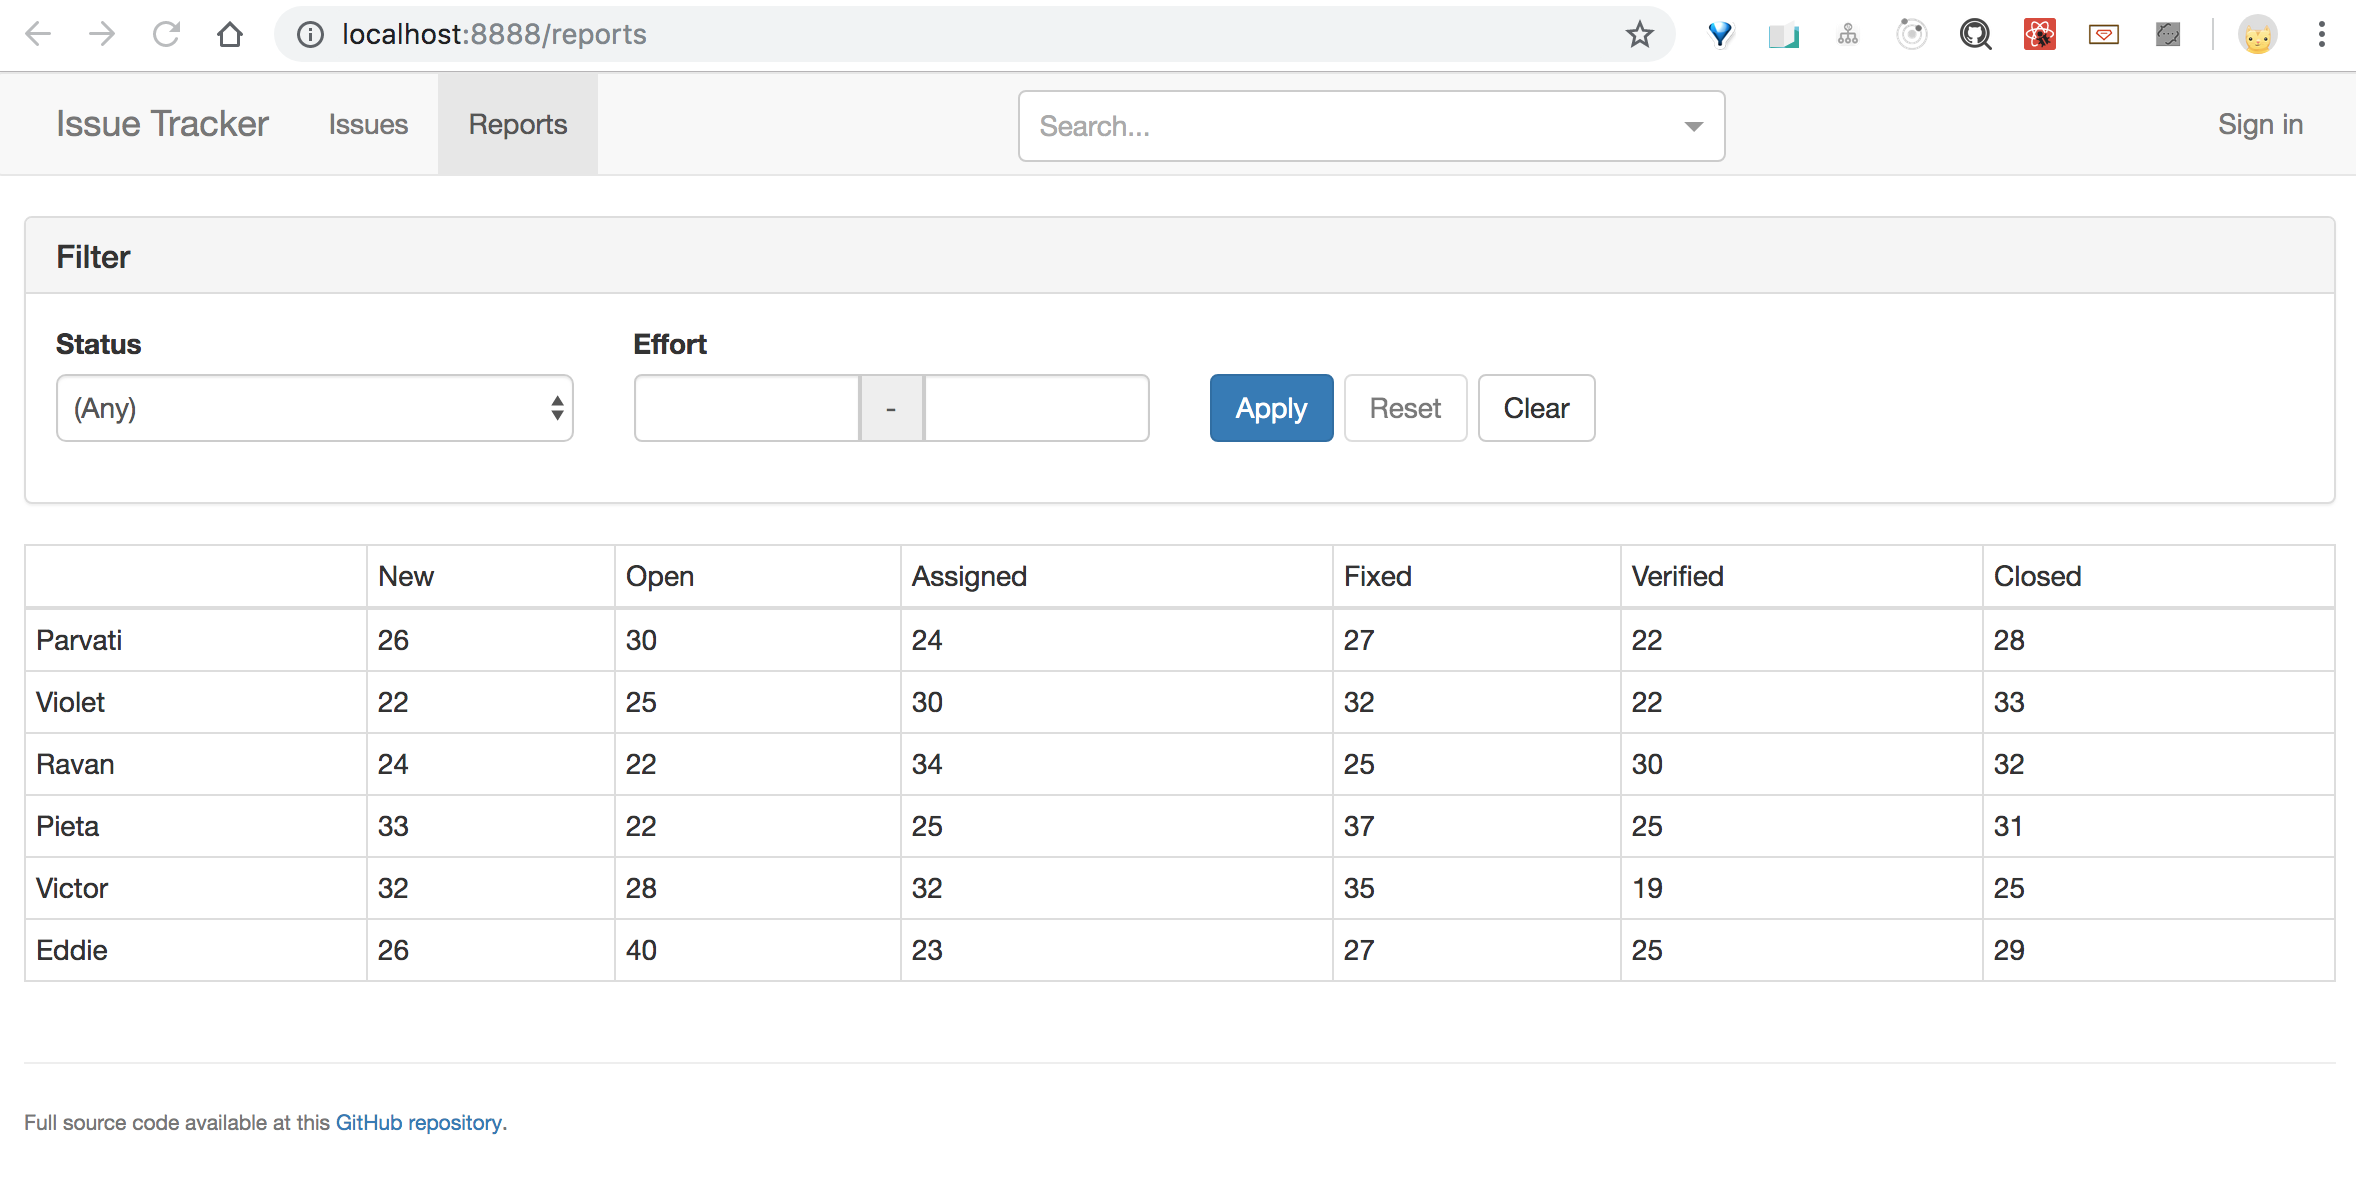 localhost:8888/reports
Issue Tracker Issues Reports Search... Sign in
Filter
Status Effort
(Any) - Apply Reset Clear
New Open Assigned Fixed Verified Closed
Parvati 26 30 24 27 22 28
Violet 22 25 30 32 22 33
Ravan 24 22 34 25 30 32
Pieta 33 22 25 37 25 31
Victor 32 28 32 35 19 25
Eddie 26 40 23 27 25 29
Full source code available at this GitHub repository.